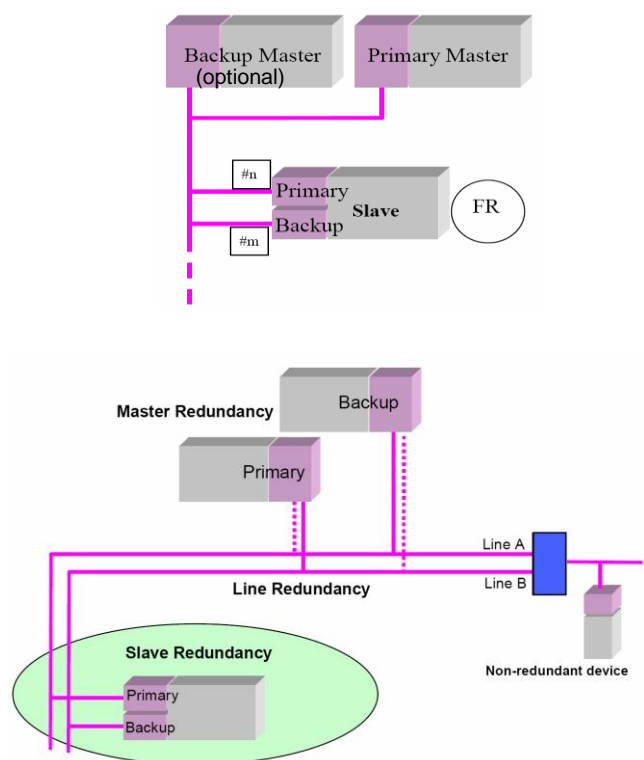 Backup Master
(optional)
Primary Master
#n
Primary
Slave
Backup
#m
FR
Master Redundancy
Backup
Primary
Line A
Line Redundancy
Line B
Slave Redundancy
Primary
Backup
Non-redundant device